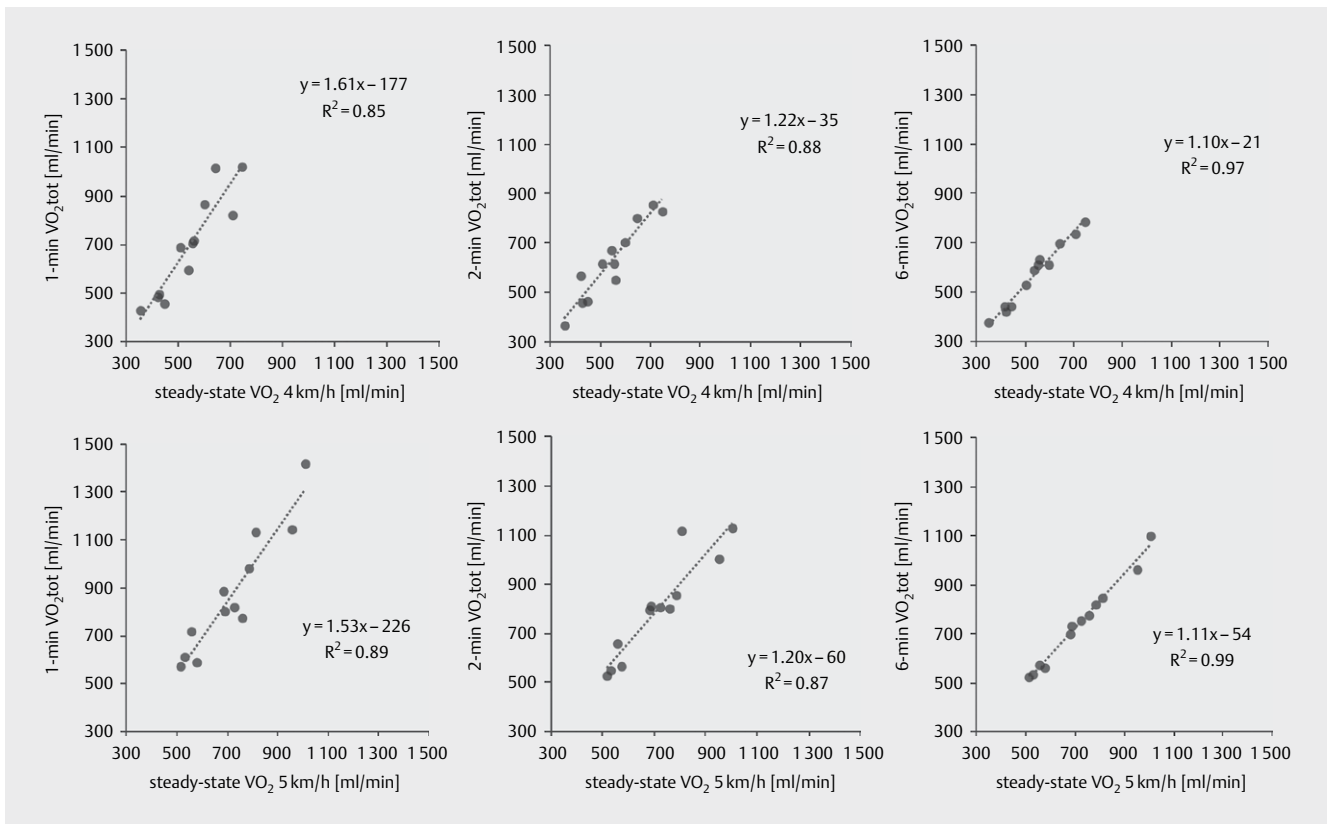 1 500
1 300
1 100
900
700
500
300
1-min VO₂tot [ml/min]
y = 1.61x – 177
R² = 0.85
300 500 700 900 1 100 1 300 1 500
steady-state VO₂ 4 km/h [ml/min]
1 500
1 300
1 100
900
700
500
300
2-min VO₂tot [ml/min]
y = 1.22x – 35
R² = 0.88
300 500 700 900 1 100 1 300 1 500
steady-state VO₂ 4 km/h [ml/min]
1 500
1 300
1 100
900
700
500
300
6-min VO₂tot [ml/min]
y = 1.10x – 21
R² = 0.97
300 500 700 900 1 100 1 300 1 500
steady-state VO₂ 4 km/h [ml/min]
1 500
1 300
1 100
900
700
500
300
1-min VO₂tot [ml/min]
y = 1.53x – 226
R² = 0.89
300 500 700 900 1 100 1 300 1 500
steady-state VO₂ 5 km/h [ml/min]
1 500
1 300
1 100
900
700
500
300
2-min VO₂tot [ml/min]
y = 1.20x – 60
R² = 0.87
300 500 700 900 1 100 1 300 1 500
steady-state VO₂ 5 km/h [ml/min]
1 500
1 300
1 100
900
700
500
300
6-min VO₂tot [ml/min]
y = 1.11x – 54
R² = 0.99
300 500 700 900 1 100 1 300 1 500
steady-state VO₂ 5 km/h [ml/min]